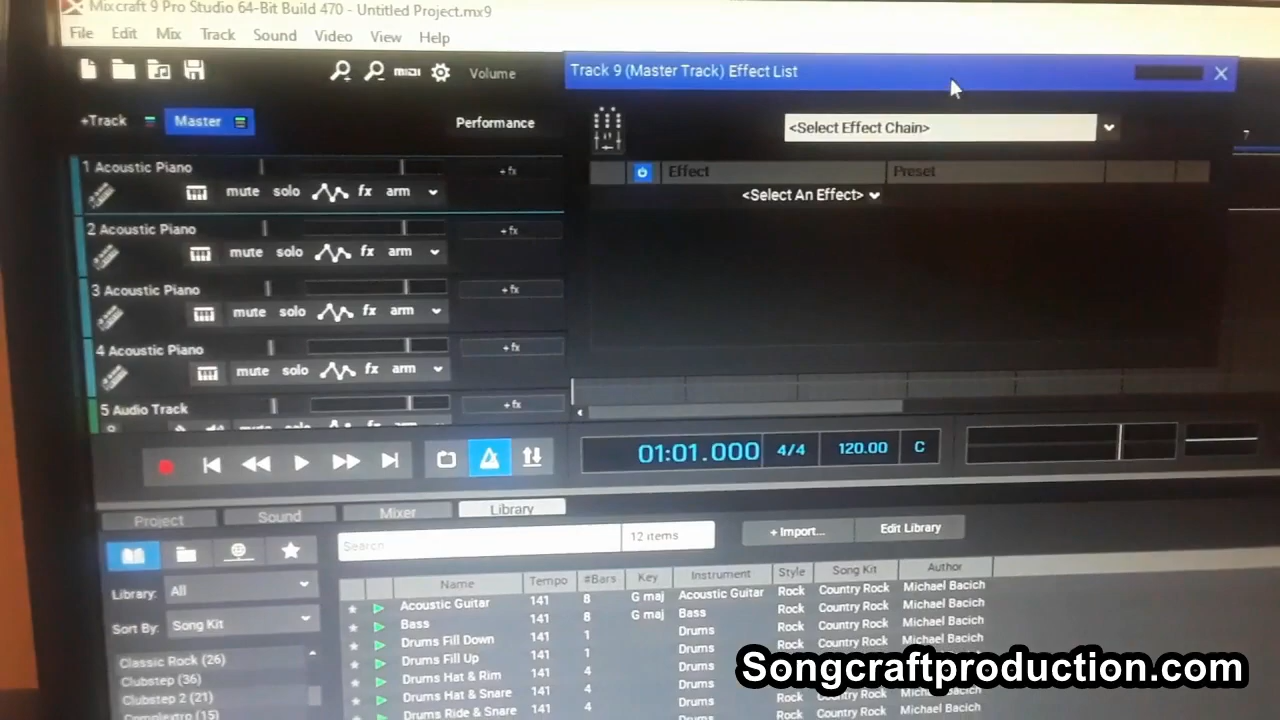 Mixcraft 9 Pro Studio 64-Bit Build 470 - Untitled Project.mx9
File Edit Mix Track Sound Video View Help
MIDI Volume
Track 9 (Master Track) Effect List
+Track Master Performance
<Select Effect Chain>
7
Effect Preset
<Select An Effect>
1 Acoustic Piano
mute solo fx arm
+fx
2 Acoustic Piano
mute solo fx arm
+fx
3 Acoustic Piano
mute solo fx arm
+fx
4 Acoustic Piano
mute solo fx arm
+fx
5 Audio Track
+fx
01:01.000 4/4 120.00 C
Project Sound Mixer Library
Search 12 items +Import... Edit Library
Library: All
Sort By: Song Kit
Classic Rock (26)
Clubstep (36)
Clubstep 2 (21)
Complextro (15)
Name Tempo #Bars Key Instrument Style Song Kit Author
Acoustic Guitar 141 8 G maj Acoustic Guitar Rock Country Rock Michael Bacich
Bass 141 8 G maj Bass Rock Country Rock Michael Bacich
Drums Fill Down 141 1 Drums Rock Country Rock Michael Bacich
Drums Fill Up 141 1 Drums Rock Country Rock Michael Bacich
Drums Hat & Rim 141 4 Drums
Drums Hat & Snare 141 4 Drums Rock Country Rock Michael Bacich
Drums Ride & Snare 141 4 Drums Rock Country Rock Michael Bacich
Songcraftproduction.com